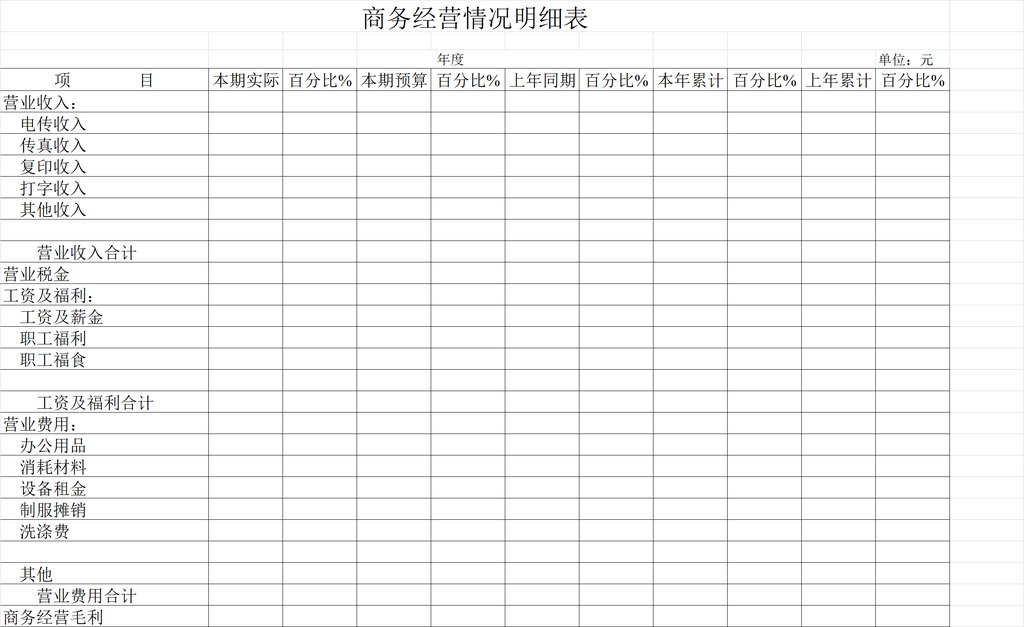 商务经营情况明细表
年度 单位：元
项 目 本期实际 百分比% 本期预算 百分比% 上年同期 百分比% 本年累计 百分比% 上年累计 百分比%
营业收入：
电传收入
传真收入
复印收入
打字收入
其他收入
营业收入合计
营业税金
工资及福利：
工资及薪金
职工福利
职工福食
工资及福利合计
营业费用：
办公用品
消耗材料
设备租金
制服摊销
洗涤费
其他
营业费用合计
商务经营毛利